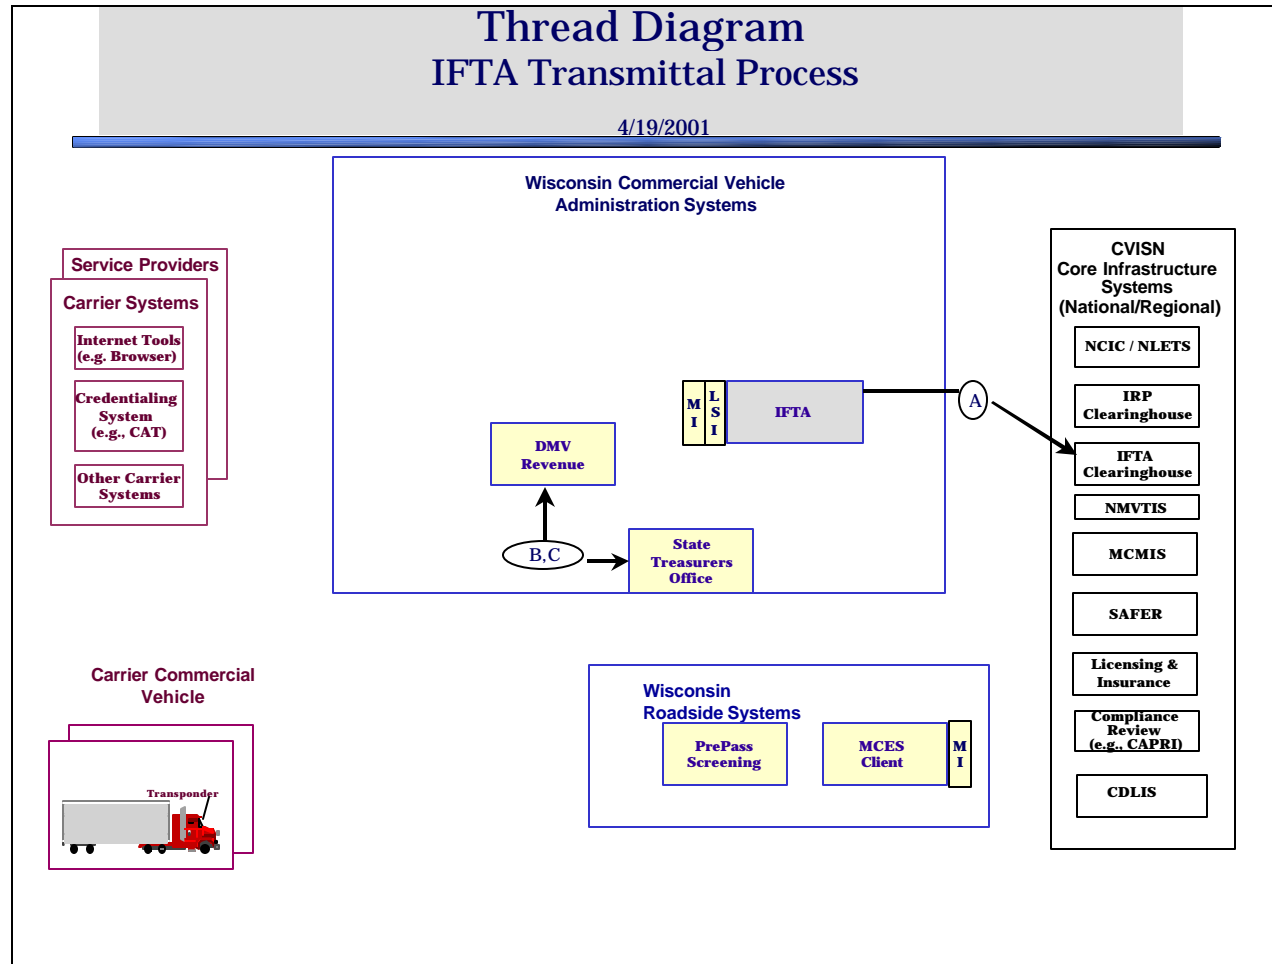 Thread Diagram
IFTA Transmittal Process
4/19/2001
Wisconsin Commercial Vehicle
Administration Systems
Service Providers
Carrier Systems
Internet Tools
(e.g. Browser)
Credentialing
System
(e.g., CAT)
Other Carrier
Systems
M
I
L
S
I
IFTA
A
DMV
Revenue
B,C
State
Treasurers
Office
CVISN
Core Infrastructure
Systems
(National/Regional)
NCIC / NLETS
IRP
Clearinghouse
IFTA
Clearinghouse
NMVTIS
MCMIS
SAFER
Licensing &
Insurance
Compliance
Review
(e.g., CAPRI)
CDLIS
Carrier Commercial
Vehicle
Transponder
Wisconsin
Roadside Systems
PrePass
Screening
MCES
Client
M
I